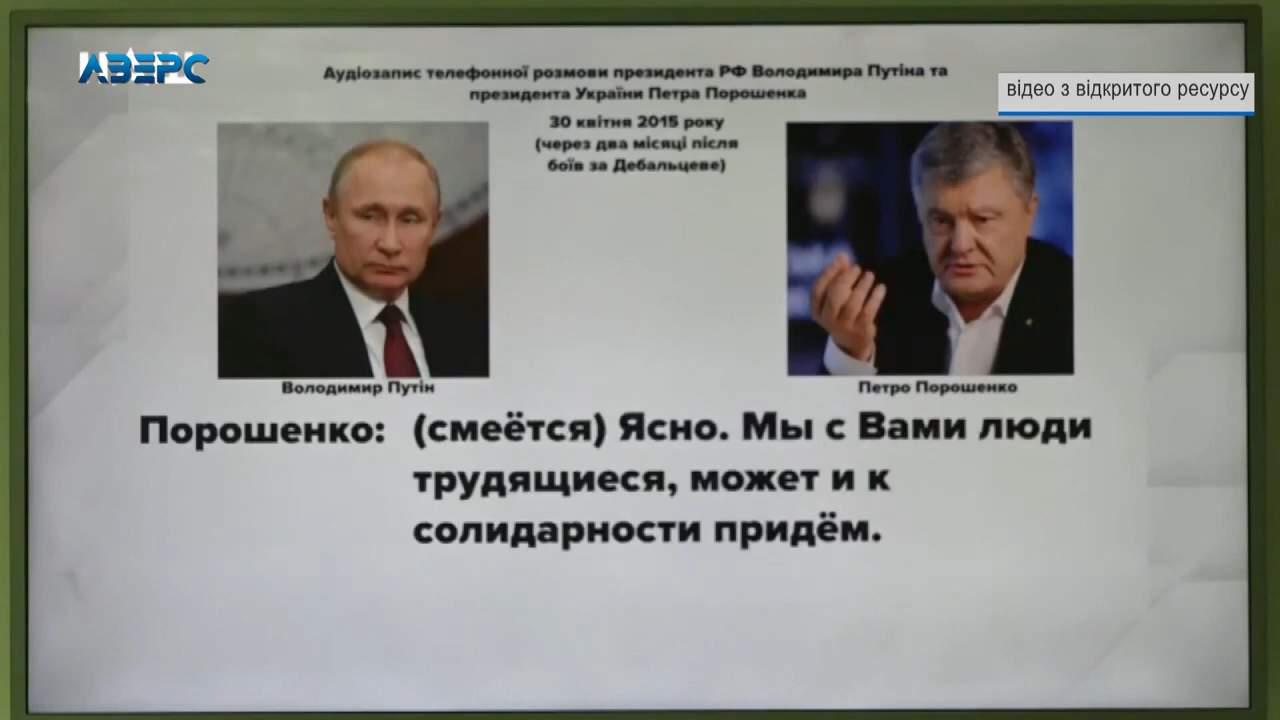 АВЕРС
відео з відкритого ресурсу
Аудіозапис телефонної розмови президента РФ Володимира Путіна та
президента України Петра Порошенка
30 квітня 2015 року
(через два місяці після
боїв за Дебальцеве)
Володимир Путін
Петро Порошенко
Порошенко: (смеётся) Ясно. Мы с Вами люди
трудящиеся, может и к
солидарности придём.